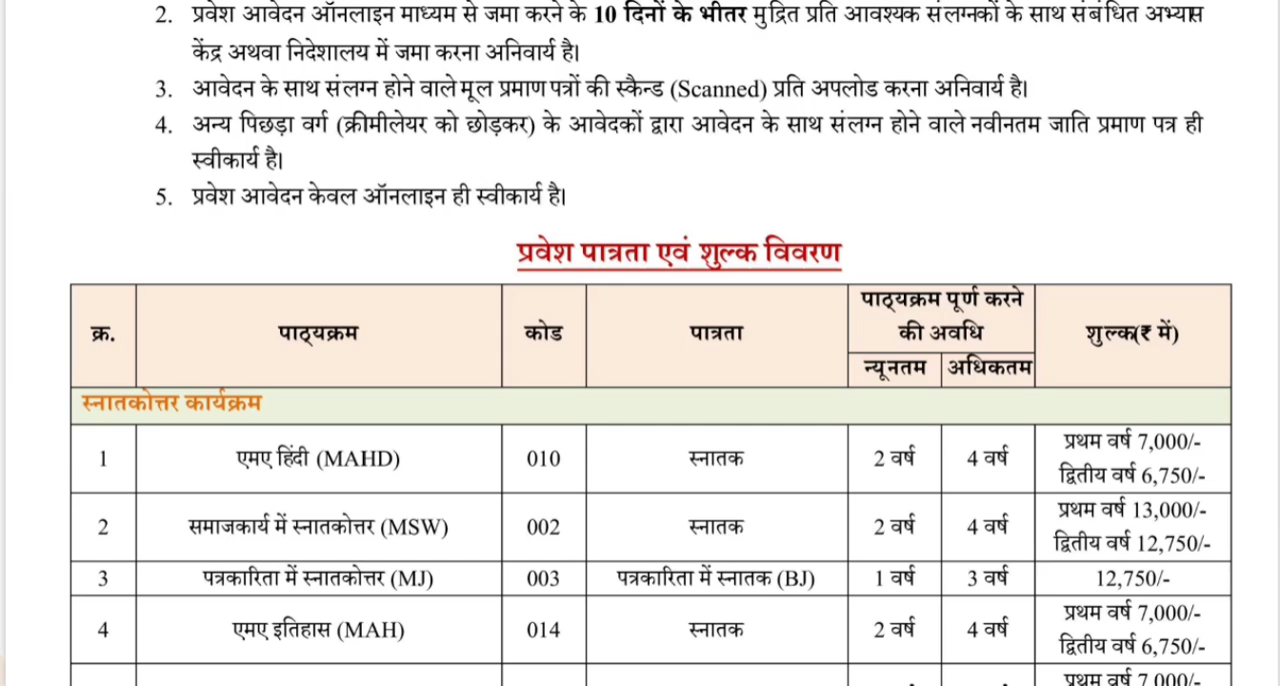 2. प्रवेश आवेदन ऑनलाइन माध्यम से जमा करने के 10 दिनों के भीतर मुद्रित प्रति आवश्यक संलग्नकों के साथ संबंधित अभ्यास
केंद्र अथवा निदेशालय में जमा करना अनिवार्य है।
3. आवेदन के साथ संलग्न होने वाले मूल प्रमाण पत्रों की स्कैन्ड (Scanned) प्रति अपलोड करना अनिवार्य है।
4. अन्य पिछड़ा वर्ग (क्रीमीलेयर को छोड़कर) के आवेदकों द्वारा आवेदन के साथ संलग्न होने वाले नवीनतम जाति प्रमाण पत्र ही
स्वीकार्य है।
5. प्रवेश आवेदन केवल ऑनलाइन ही स्वीकार्य है।
प्रवेश पात्रता एवं शुल्क विवरण
क्र. पाठ्यक्रम कोड पात्रता पाठ्यक्रम पूर्ण करने की अवधि शुल्क(₹ में)
न्यूनतम अधिकतम
स्नातकोत्तर कार्यक्रम
1 एमए हिंदी (MAHD) 010 स्नातक 2 वर्ष 4 वर्ष प्रथम वर्ष 7,000/-
द्वितीय वर्ष 6,750/-
2 समाजकार्य में स्नातकोत्तर (MSW) 002 स्नातक 2 वर्ष 4 वर्ष प्रथम वर्ष 13,000/-
द्वितीय वर्ष 12,750/-
3 पत्रकारिता में स्नातकोत्तर (MJ) 003 पत्रकारिता में स्नातक (BJ) 1 वर्ष 3 वर्ष 12,750/-
4 एमए इतिहास (MAH) 014 स्नातक 2 वर्ष 4 वर्ष प्रथम वर्ष 7,000/-
द्वितीय वर्ष 6,750/-
प्रथम वर्ष 7,000/-